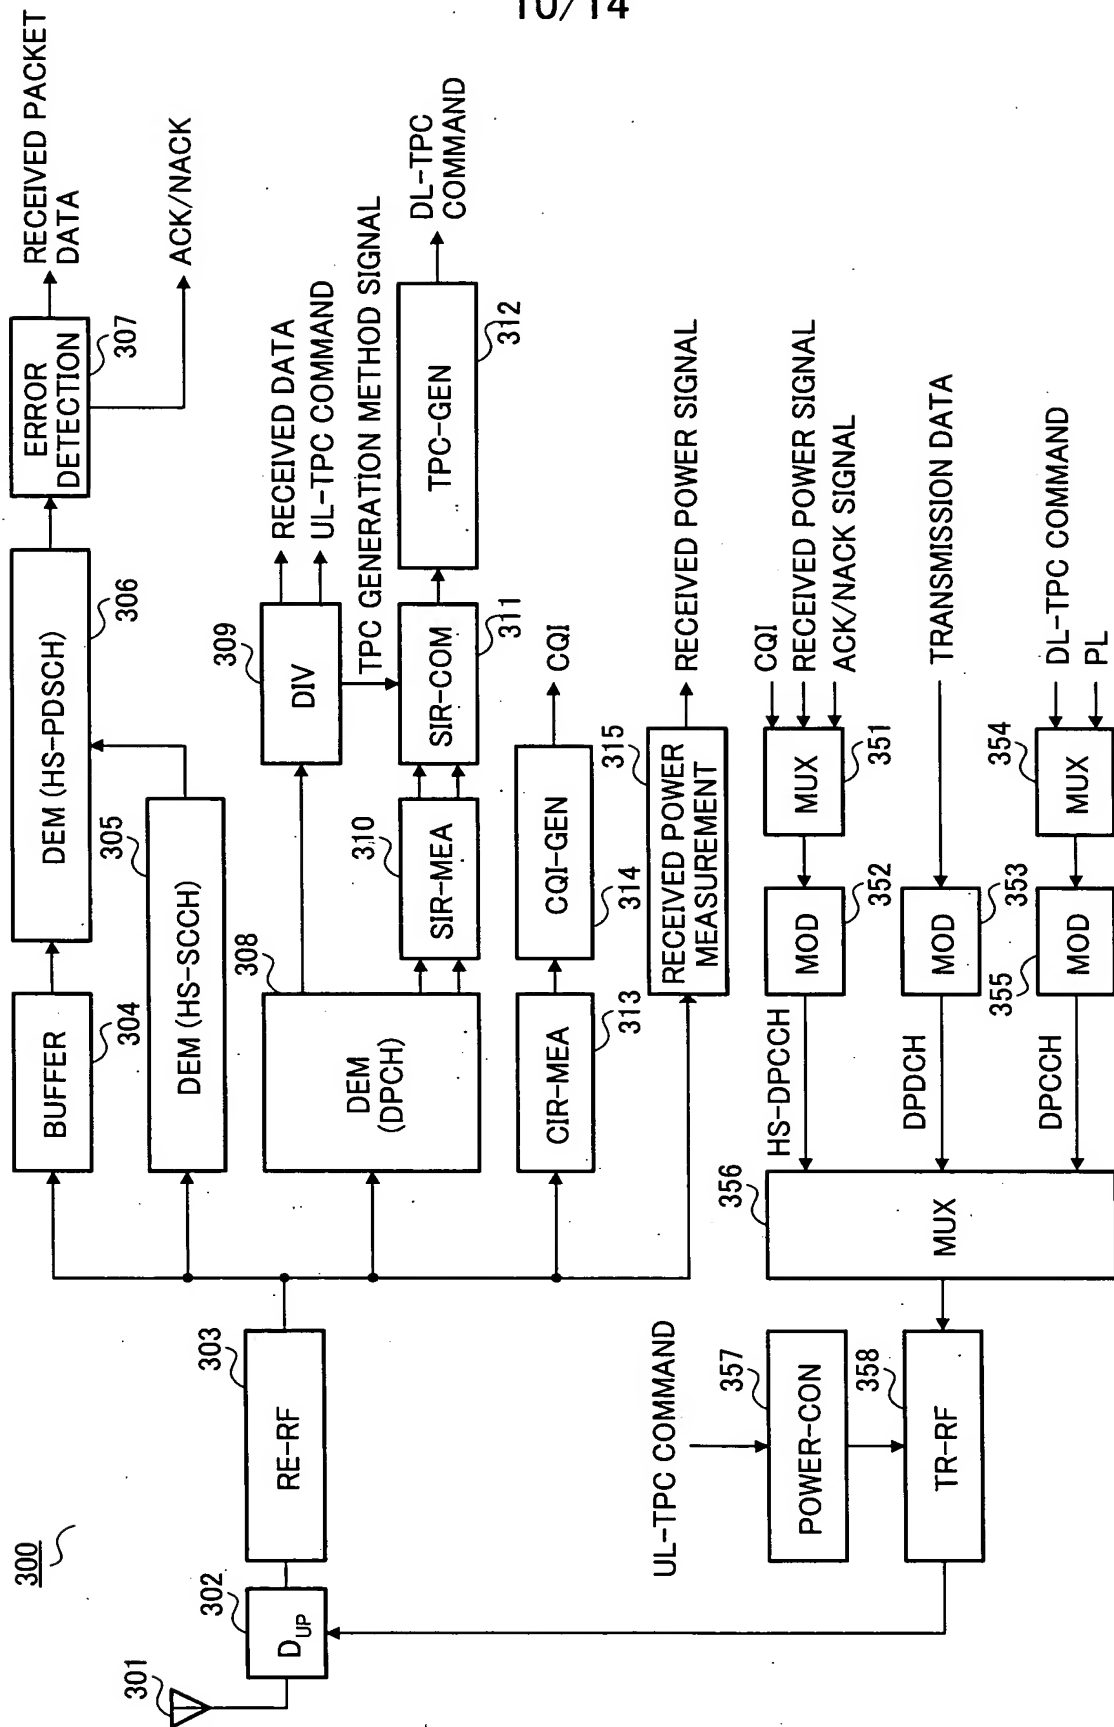 10/14
300
301
302
D_UP
303
RE-RF
BUFFER
304
DEM (HS-SCCH)
305
DEM (HS-PDSCH)
306
ERROR
DETECTION
307
RECEIVED PACKET
DATA
ACK/NACK
308
DEM
(DPCH)
309
DIV
RECEIVED DATA
UL-TPC COMMAND
TPC GENERATION METHOD SIGNAL
310
SIR-MEA
SIR-COM
311
TPC-GEN
312
DL-TPC
COMMAND
CIR-MEA
313
CQI-GEN
314
CQI
315
RECEIVED POWER
MEASUREMENT
RECEIVED POWER SIGNAL
CQI
RECEIVED POWER SIGNAL
ACK/NACK SIGNAL
MUX
351
MOD
352
HS-DPCCH
TRANSMISSION DATA
MOD
353
DPDCH
DL-TPC COMMAND
PL
354
MUX
MOD
355
DPCCH
356
MUX
UL-TPC COMMAND
357
POWER-CON
358
TR-RF